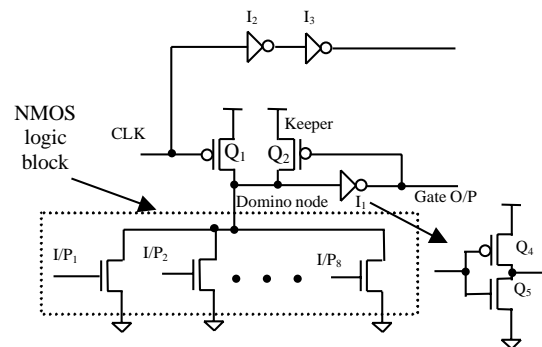 I2
I3
NMOS
logic
block
CLK
Keeper
Q1
Q2
Domino node
I1
Gate O/P
I/P1
I/P2
I/P8
Q4
Q5